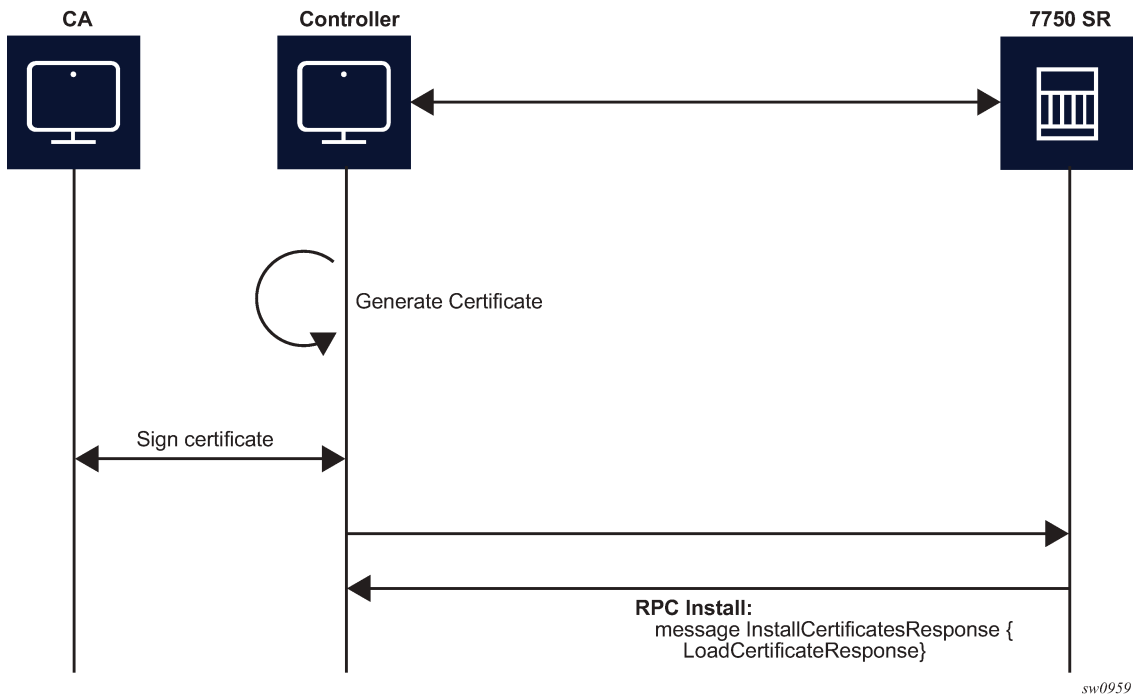 CA
Controller
7750 SR
Generate Certificate
Sign certificate
RPC Install:
message InstallCertificatesResponse {
LoadCertificateResponse}
sw0959